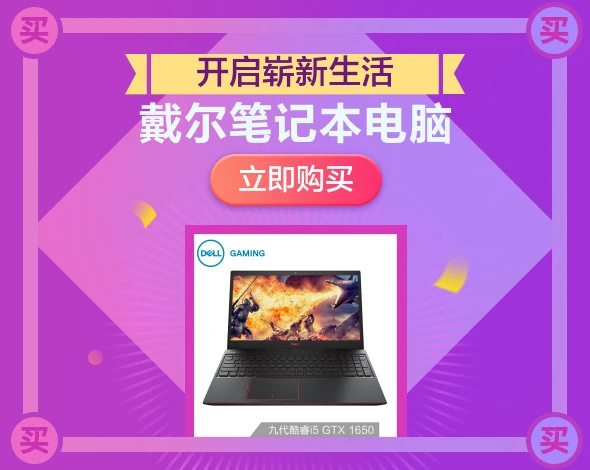 买 买
开启崭新生活
戴尔笔记本电脑
立即购买
DELL GAMING
九代酷睿i5 GTX 1650
买 买